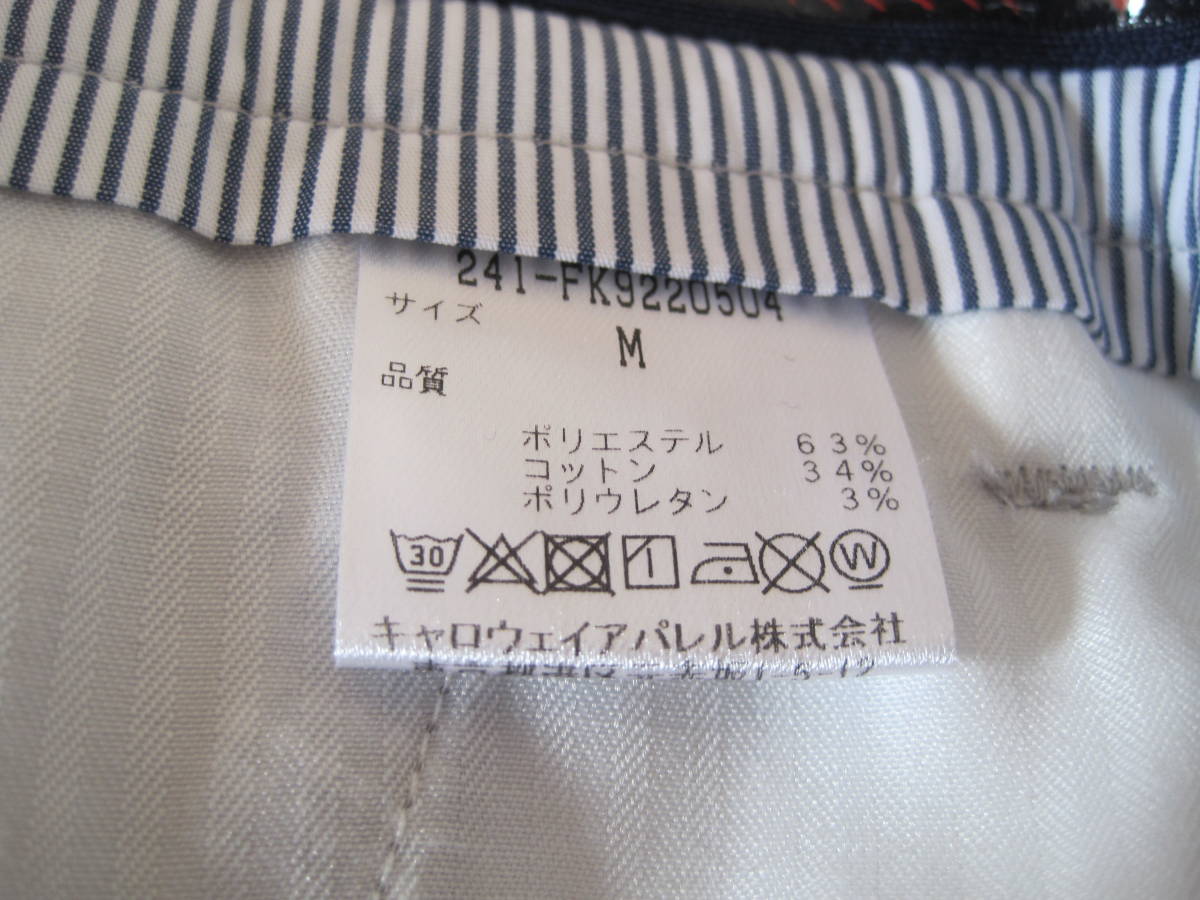 241-FK9220504
サイズ
M
品質
ポリエステル 63%
コットン 34%
ポリウレタン 3%
30 W
キャロウェイアパレル株式会社